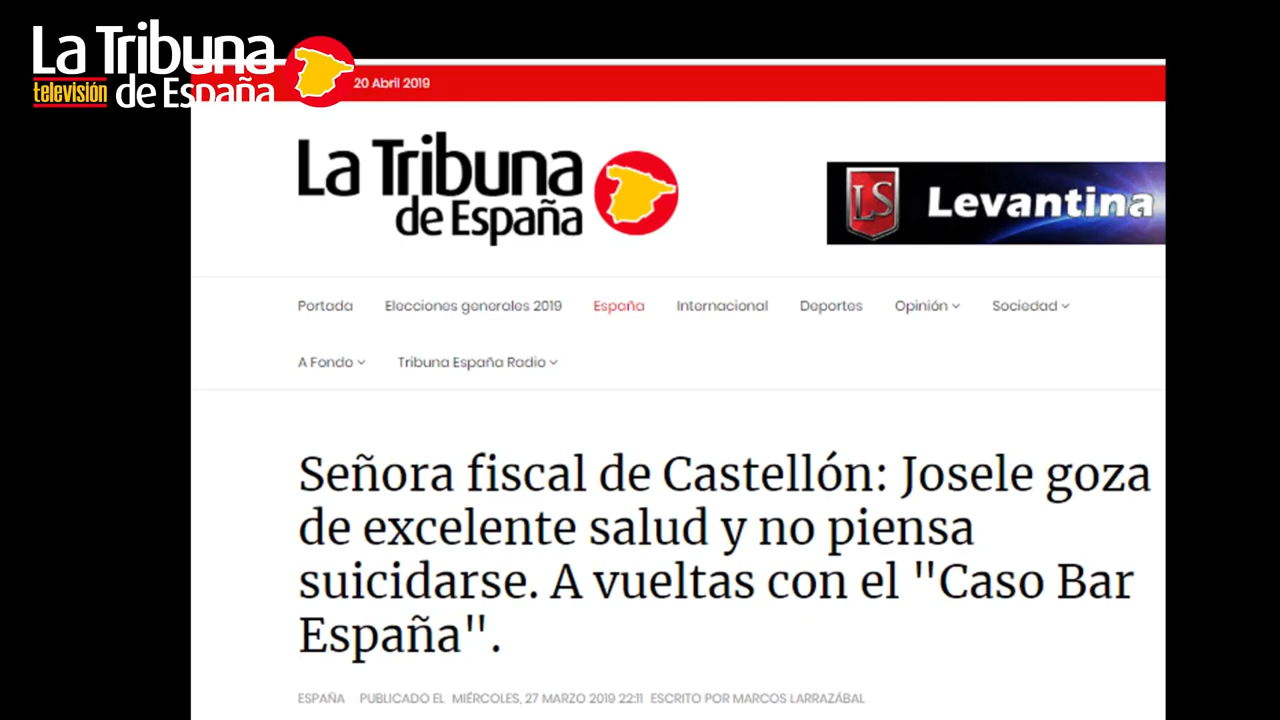 La Tribuna
televisión de España
20 Abril 2019
La Tribuna
de España
LS Levantina
Portada Elecciones generales 2019 España Internacional Deportes Opinión Sociedad
A Fondo Tribuna España Radio
Señora fiscal de Castellón: Josele goza
de excelente salud y no piensa
suicidarse. A vueltas con el "Caso Bar
España".
ESPAÑA PUBLICADO EL MIÉRCOLES, 27 MARZO 2019 22:11 ESCRITO POR MARCOS LARRAZÁBAL